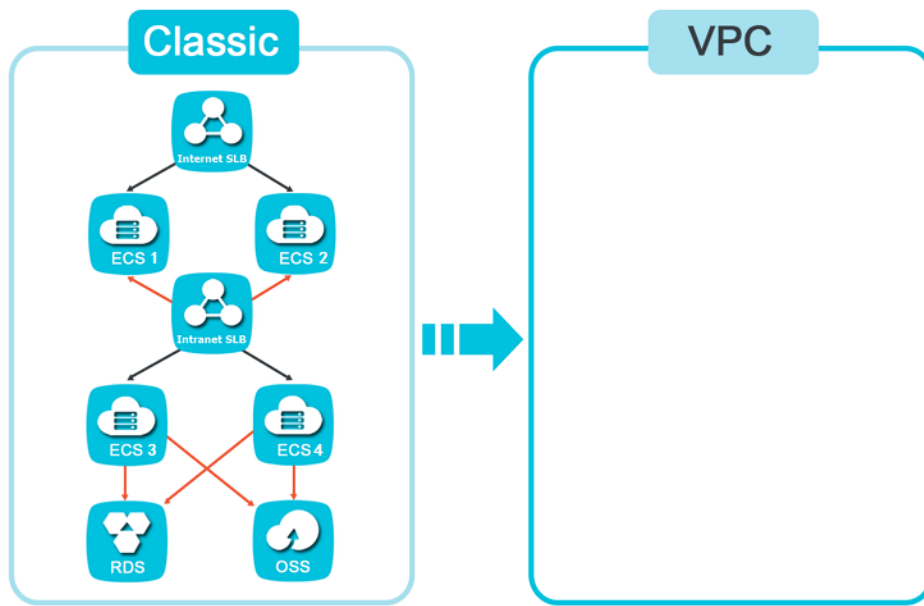 Classic
VPC
Internet SLB
ECS 1
ECS 2
Intranet SLB
ECS 3
ECS 4
RDS
OSS